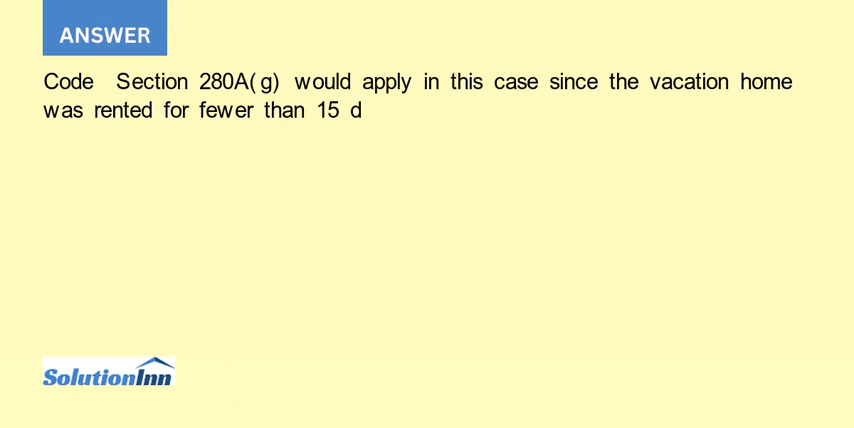 ANSWER
Code Section 280A(g) would apply in this case since the vacation home
was rented for fewer than 15 d
SolutionInn